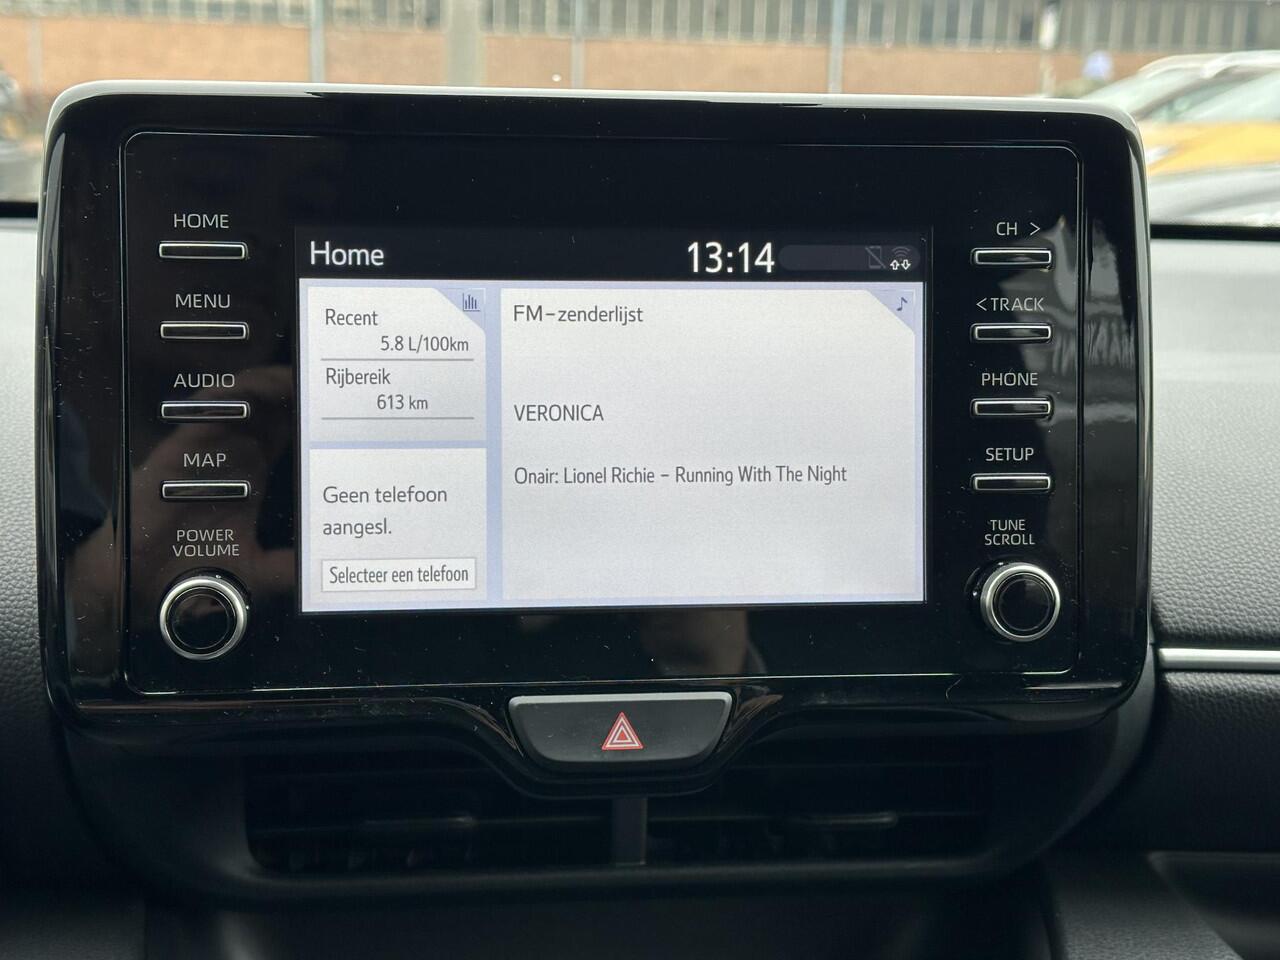 HOME
MENU
AUDIO
MAP
POWER
VOLUME
Home
13:14
Recent
5.8 L/100km
Rijbereik
613 km
Geen telefoon
aangesl.
Selecteer een telefoon
FM-zenderlijst
VERONICA
Onair: Lionel Richie - Running With The Night
CH >
< TRACK
PHONE
SETUP
TUNE
SCROLL